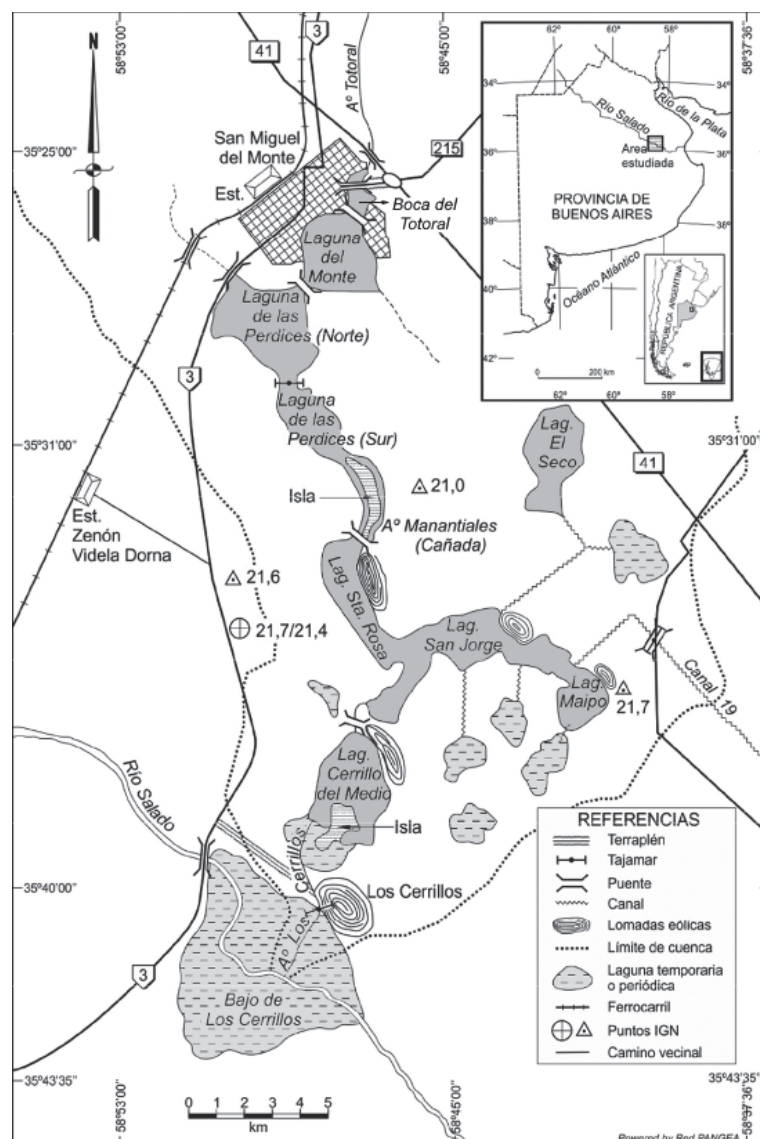 58°53'00"
58°45'00"
58°37'36"
N
41
3
Aº Totoral
215
San Miguel
del Monte
Est.
35°25'00"
Boca del
Totoral
Laguna
del
Monte
Laguna
de las
Perdices (Norte)
3
Laguna
de las
Perdices (Sur)
62° 60° 58°
34°
34°
Río de la Plata
Río Salado
Area
estudiada
36°
36°
PROVINCIA DE
BUENOS AIRES
38°
38°
Océano Atlántico
40°
42°
0 200 km
62° 60° 58° 56°
REPÚBLICA ARGENTINA
35°31'00"
35°31'00"
Lag.
El
Seco
41
Isla
21,0
Aº Manantiales
(Cañada)
Est.
Zenón
Videla Dorna
21,6
21,7/21,4
Lag. Sta. Rosa
Lag.
San Jorge
Lag.
Maipo
21,7
Canal 19
Lag.
Cerrillo
del Medio
Isla
Río Salado
35°40'00"
Aº Los Cerrillos
Los Cerrillos
3
Bajo de
Los Cerrillos
REFERENCIAS
Terraplén
Tajamar
Puente
Canal
Lomadas eólicas
Límite de cuenca
Laguna temporaria
o periódica
Ferrocarril
Puntos IGN
Camino vecinal
35°43'35"
35°43'35"
0 1 2 3 4 5
km
58°53'00"
58°45'00"
58°37'36"
Powered by Red PANGEA